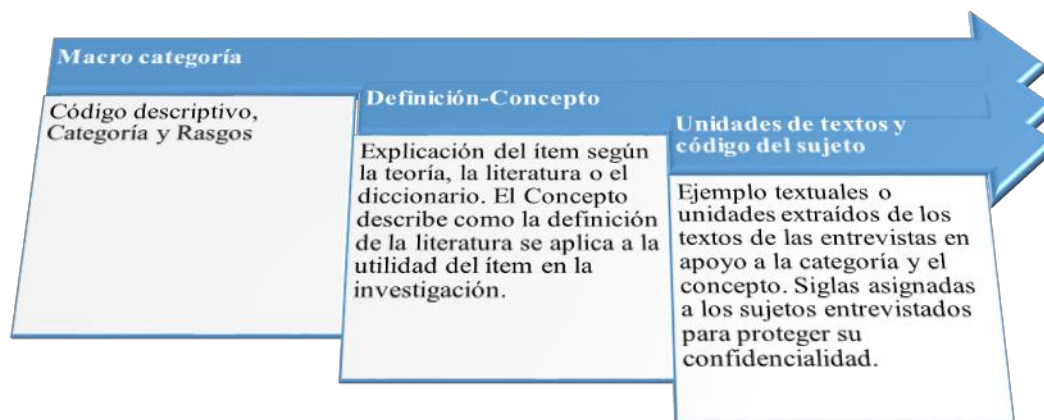 Macro categoría
Código descriptivo,
Categoría y Rasgos
Definición-Concepto
Explicación del ítem según
la teoría, la literatura o el
diccionario. El Concepto
describe como la definición
de la literatura se aplica a la
utilidad del ítem en la
investigación.
Unidades de textos y
código del sujeto
Ejemplo textuales o
unidades extraídos de los
textos de las entrevistas en
apoyo a la categoría y el
concepto. Siglas asignadas
a los sujetos entrevistados
para proteger su
confidencialidad.